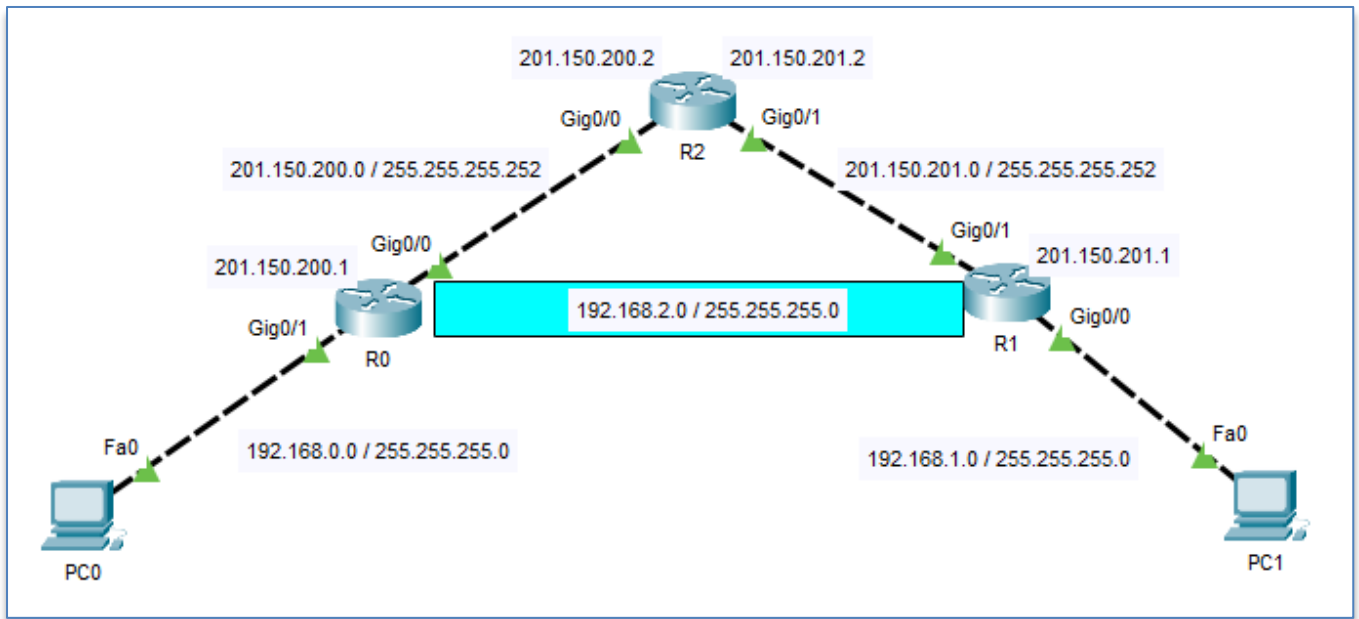 201.150.200.2
201.150.201.2
Gig0/0
Gig0/1
R2
201.150.200.0 / 255.255.255.252
201.150.201.0 / 255.255.255.252
Gig0/0
Gig0/1
201.150.200.1
201.150.201.1
192.168.2.0 / 255.255.255.0
Gig0/1
Gig0/0
R0
R1
Fa0
192.168.0.0 / 255.255.255.0
192.168.1.0 / 255.255.255.0
Fa0
PC0
PC1